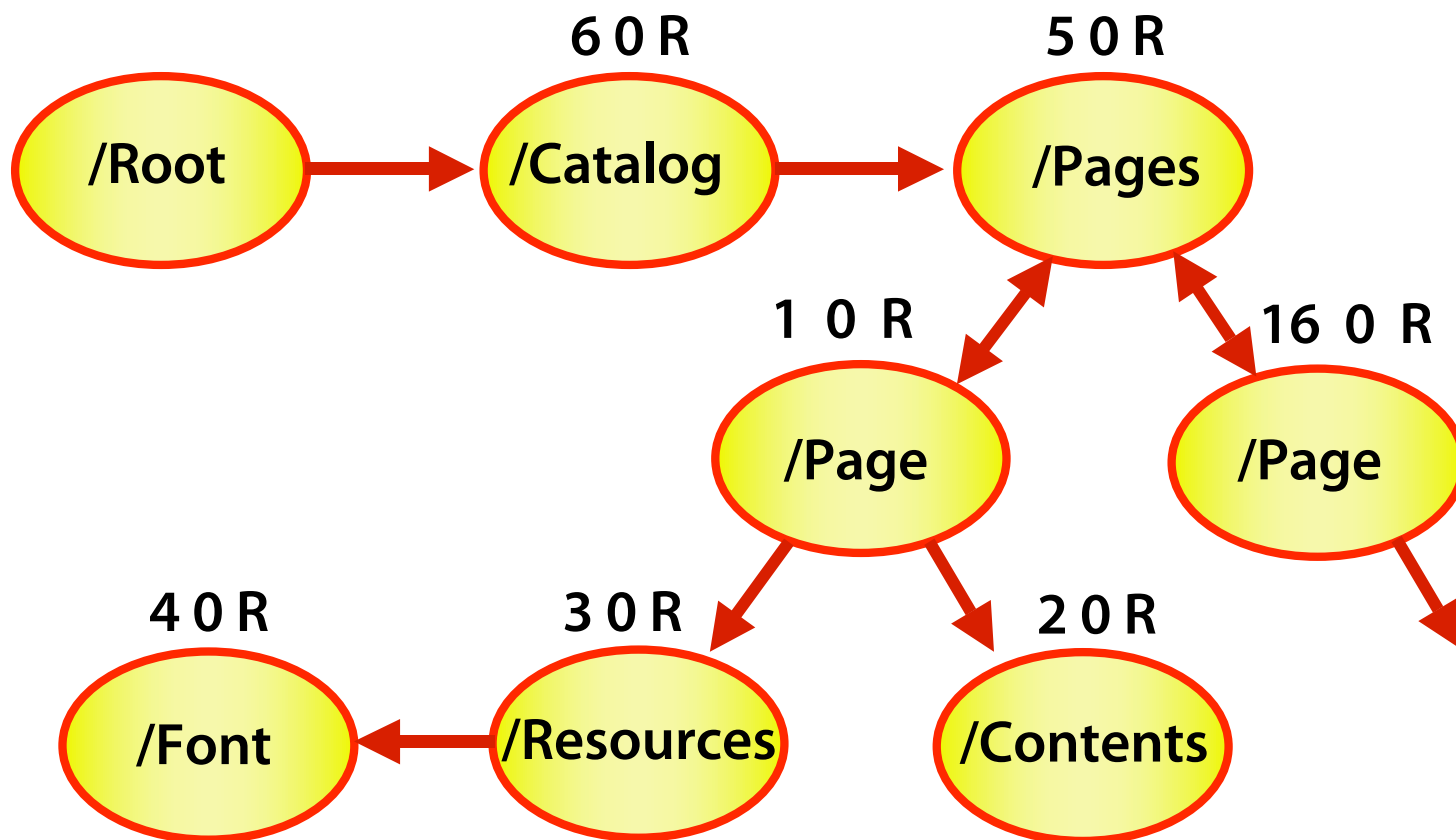 6 0 R
5 0 R
/Root
/Catalog
/Pages
1 0 R
16 0 R
/Page
/Page
4 0 R
3 0 R
2 0 R
/Font
/Resources
/Contents